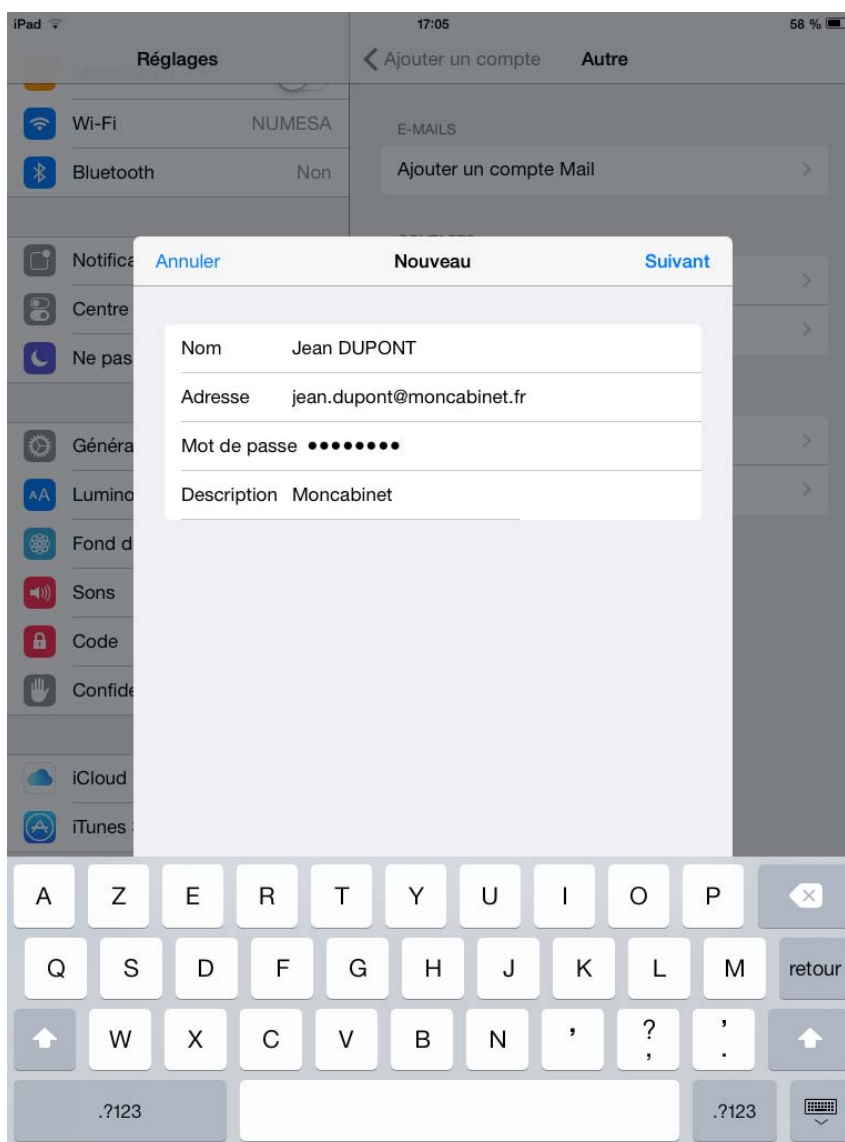 iPad 17:05 58 %
Réglages
Ajouter un compte Autre
Wi-Fi NUMESA
E-MAILS
Bluetooth Non
Ajouter un compte Mail
Notifica
Annuler Nouveau Suivant
Centre
Nom Jean DUPONT
Ne pas
Adresse jean.dupont@moncabinet.fr
Généra
Mot de passe ••••••••
Lumino
Description Moncabinet
Fond d
Sons
Code
Confide
iCloud
iTunes
A Z E R T Y U I O P
Q S D F G H J K L M retour
W X C V B N ' ? , ' .
.?123 .?123